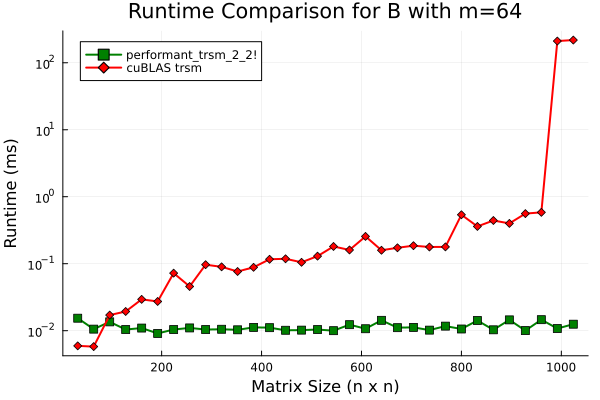 Runtime Comparison for B with m=64
performant_trsm_2_2!
cuBLAS trsm
Runtime (ms)
10²
10¹
10⁰
10⁻¹
10⁻²
200 400 600 800 1000
Matrix Size (n x n)